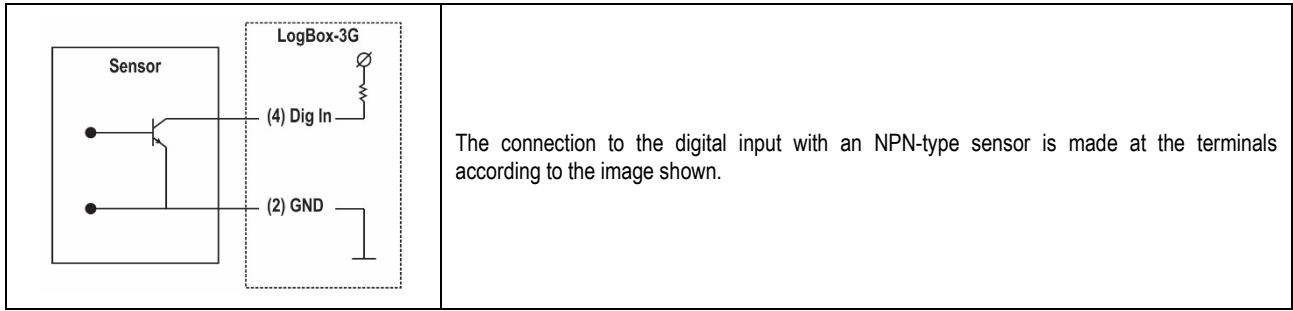 LogBox-3G
Sensor
(4) Dig In
(2) GND
The connection to the digital input with an NPN-type sensor is made at the terminals
according to the image shown.